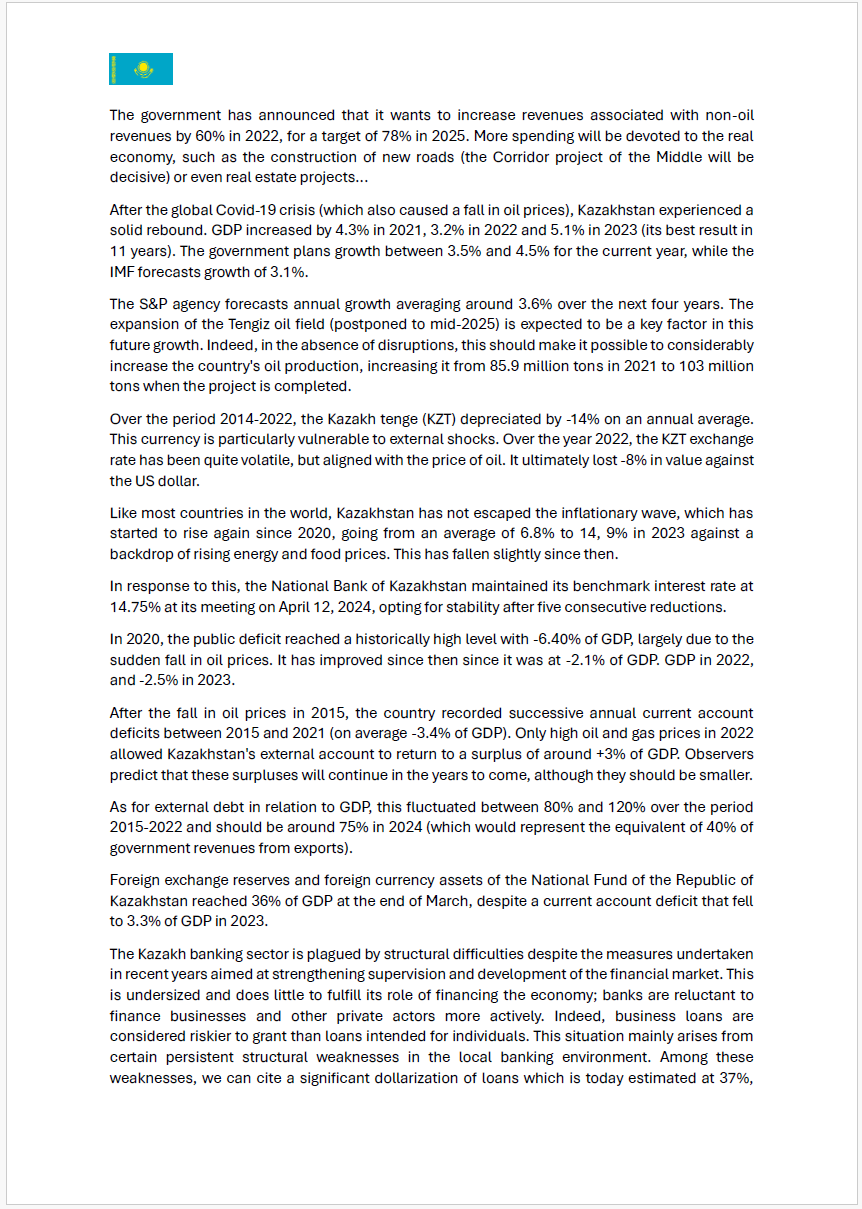 The government has announced that it wants to increase revenues associated with non-oil
revenues by 60% in 2022, for a target of 78% in 2025. More spending will be devoted to the real
economy, such as the construction of new roads (the Corridor project of the Middle will be
decisive) or even real estate projects...
After the global Covid-19 crisis (which also caused a fall in oil prices), Kazakhstan experienced a
solid rebound. GDP increased by 4.3% in 2021, 3.2% in 2022 and 5.1% in 2023 (its best result in
11 years). The government plans growth between 3.5% and 4.5% for the current year, while the
IMF forecasts growth of 3.1%.
The S&P agency forecasts annual growth averaging around 3.6% over the next four years. The
expansion of the Tengiz oil field (postponed to mid-2025) is expected to be a key factor in this
future growth. Indeed, in the absence of disruptions, this should make it possible to considerably
increase the country's oil production, increasing it from 85.9 million tons in 2021 to 103 million
tons when the project is completed.
Over the period 2014-2022, the Kazakh tenge (KZT) depreciated by -14% on an annual average.
This currency is particularly vulnerable to external shocks. Over the year 2022, the KZT exchange
rate has been quite volatile, but aligned with the price of oil. It ultimately lost -8% in value against
the US dollar.
Like most countries in the world, Kazakhstan has not escaped the inflationary wave, which has
started to rise again since 2020, going from an average of 6.8% to 14, 9% in 2023 against a
backdrop of rising energy and food prices. This has fallen slightly since then.
In response to this, the National Bank of Kazakhstan maintained its benchmark interest rate at
14.75% at its meeting on April 12, 2024, opting for stability after five consecutive reductions.
In 2020, the public deficit reached a historically high level with -6.40% of GDP, largely due to the
sudden fall in oil prices. It has improved since then since it was at -2.1% of GDP. GDP in 2022,
and -2.5% in 2023.
After the fall in oil prices in 2015, the country recorded successive annual current account
deficits between 2015 and 2021 (on average -3.4% of GDP). Only high oil and gas prices in 2022
allowed Kazakhstan's external account to return to a surplus of around +3% of GDP. Observers
predict that these surpluses will continue in the years to come, although they should be smaller.
As for external debt in relation to GDP, this fluctuated between 80% and 120% over the period
2015-2022 and should be around 75% in 2024 (which would represent the equivalent of 40% of
government revenues from exports).
Foreign exchange reserves and foreign currency assets of the National Fund of the Republic of
Kazakhstan reached 36% of GDP at the end of March, despite a current account deficit that fell
to 3.3% of GDP in 2023.
The Kazakh banking sector is plagued by structural difficulties despite the measures undertaken
in recent years aimed at strengthening supervision and development of the financial market. This
is undersized and does little to fulfill its role of financing the economy; banks are reluctant to
finance businesses and other private actors more actively. Indeed, business loans are
considered riskier to grant than loans intended for individuals. This situation mainly arises from
certain persistent structural weaknesses in the local banking environment. Among these
weaknesses, we can cite a significant dollarization of loans which is today estimated at 37%,